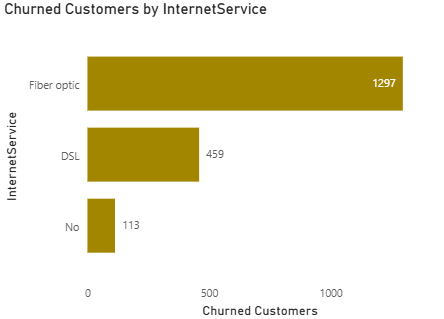 Churned Customers by InternetService
InternetService
Fiber optic
1297
DSL
459
No
113
0
500
1000
Churned Customers